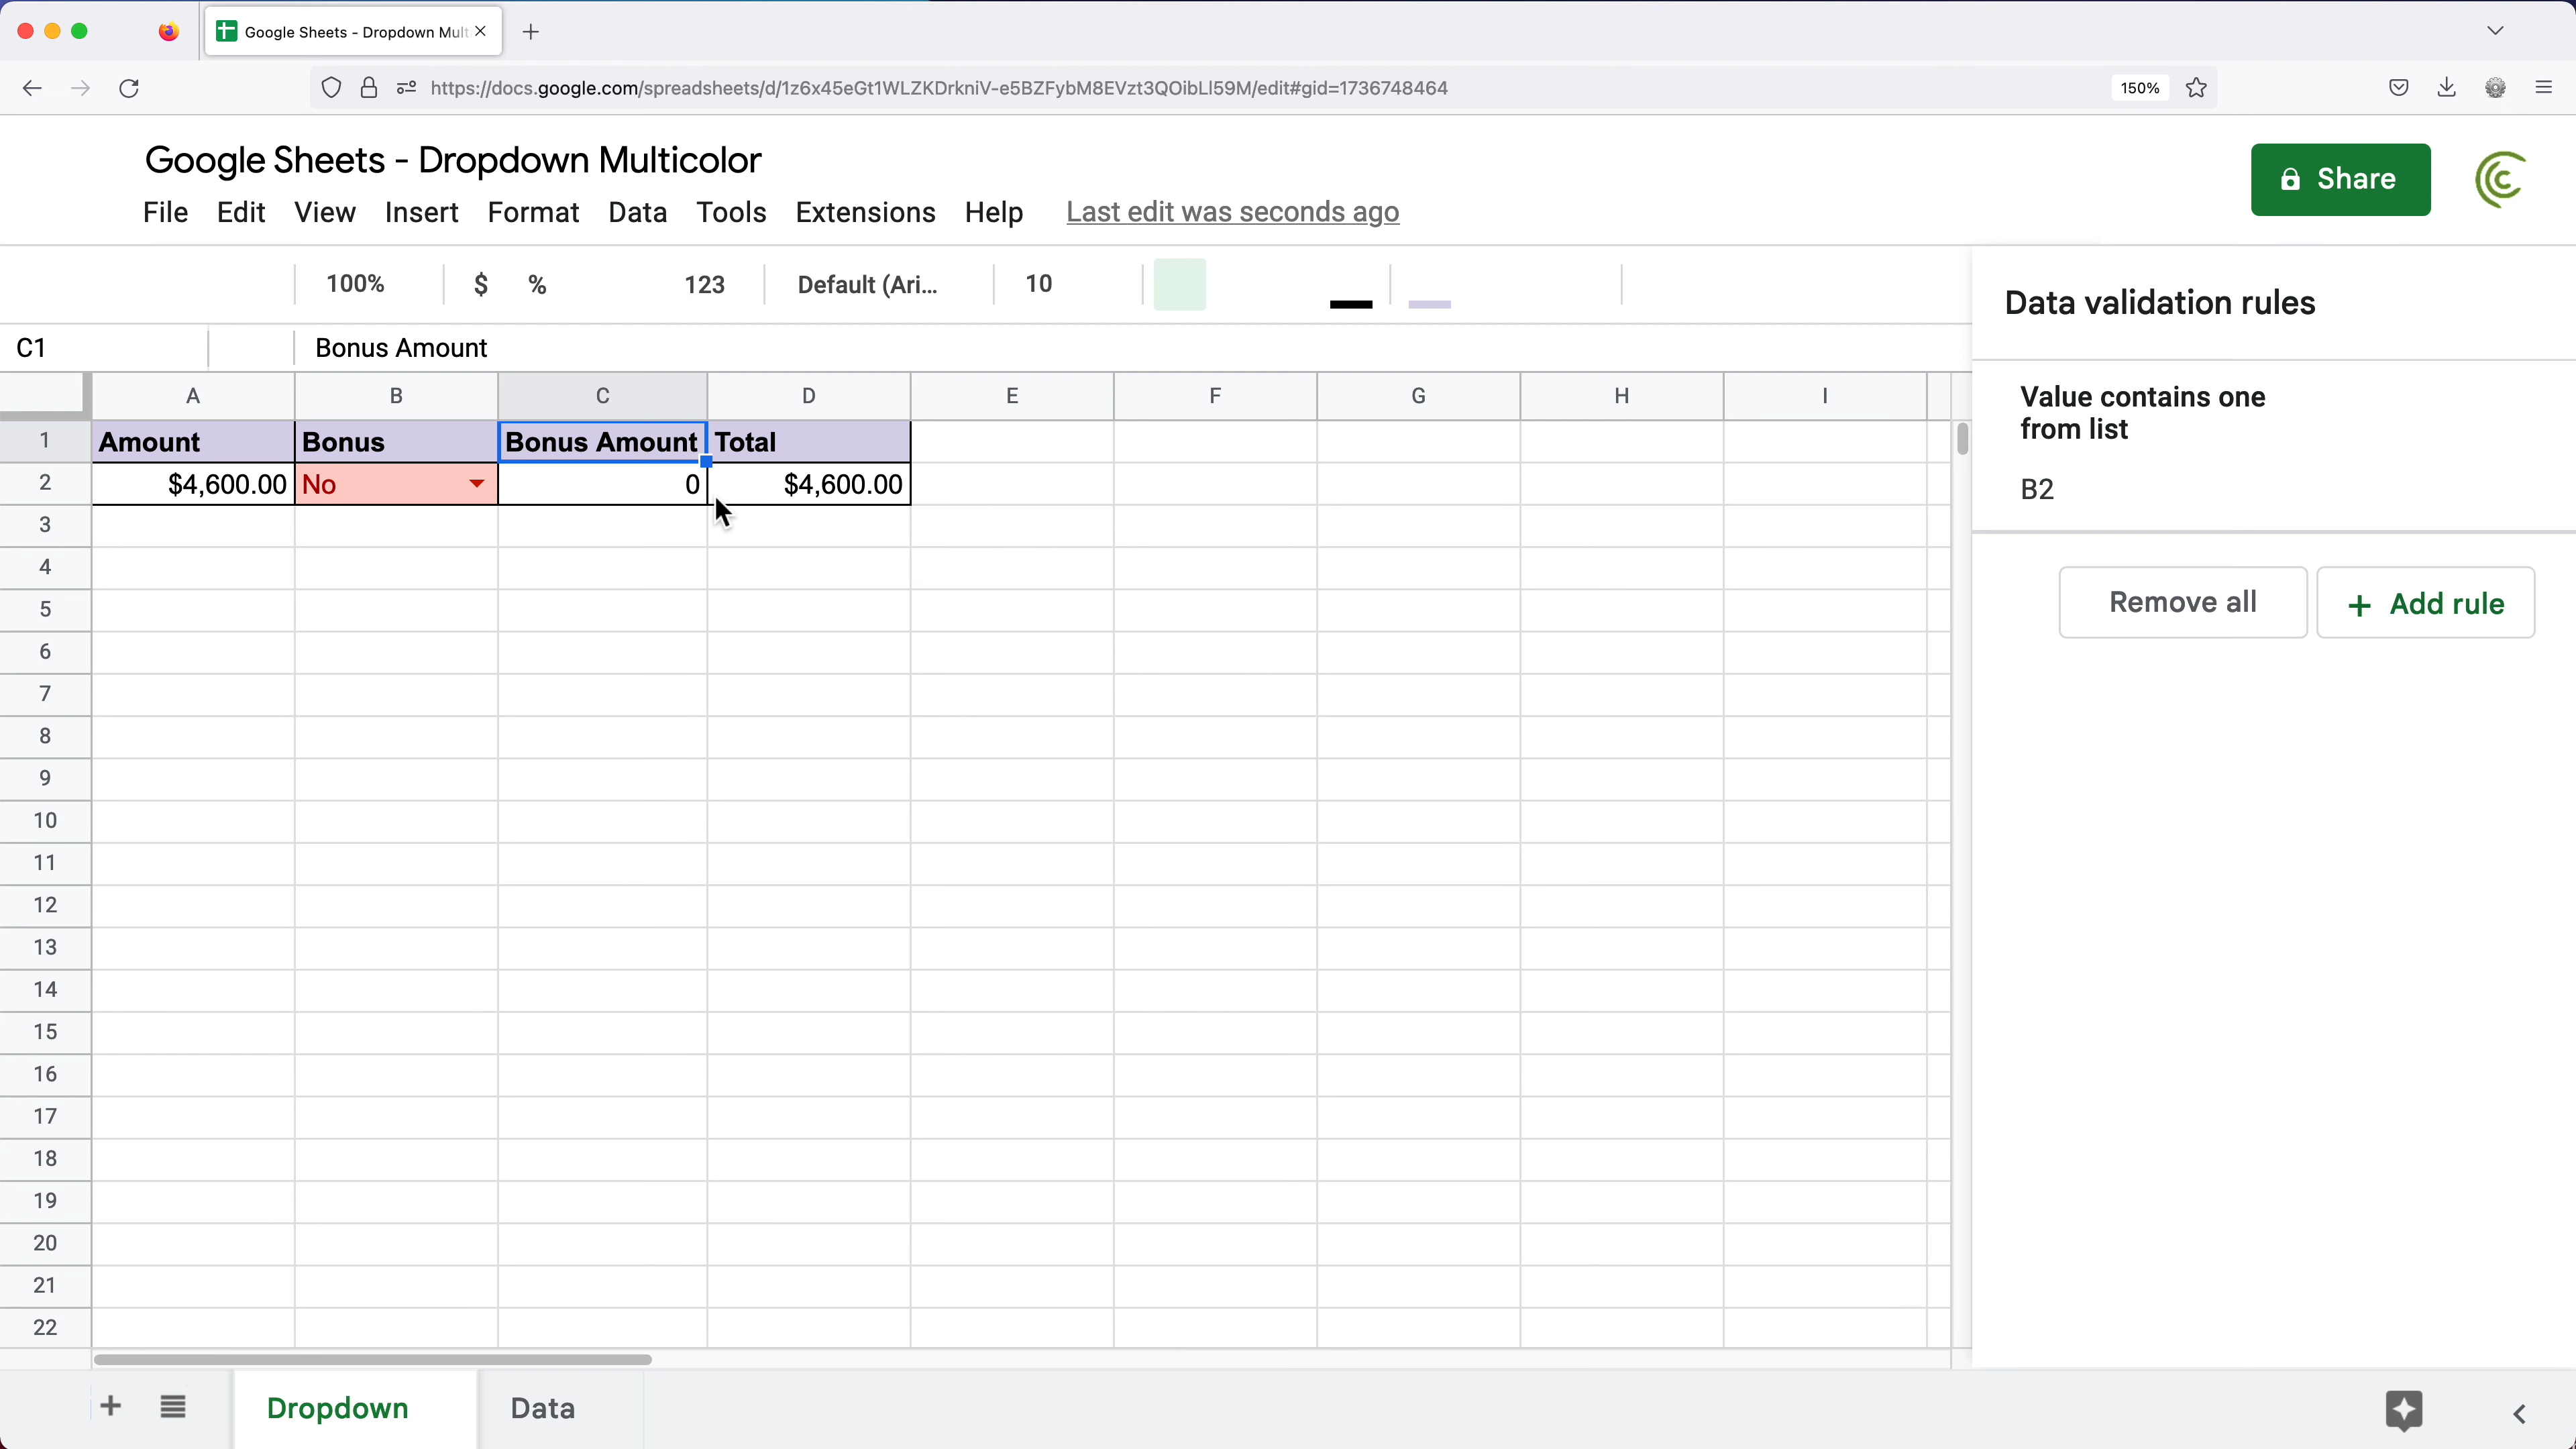 Google Sheets - Dropdown Mult
https://docs.google.com/spreadsheets/d/1z6x45eGt1WLZKDrkniV-e5BZFybM8EVzt3QOibLI59M/edit#gid=1736748464
150%
Google Sheets - Dropdown Multicolor
File Edit View Insert Format Data Tools Extensions Help Last edit was seconds ago
Share
100% $ % 123 Default (Ari... 10
C1 Bonus Amount
A B C D E F G H I
1 Amount Bonus Bonus Amount Total
2 $4,600.00 No 0 $4,600.00
3
4
5
6
7
8
9
10
11
12
13
14
15
16
17
18
19
20
21
22
Data validation rules
Value contains one
from list
B2
Remove all
+ Add rule
Dropdown Data